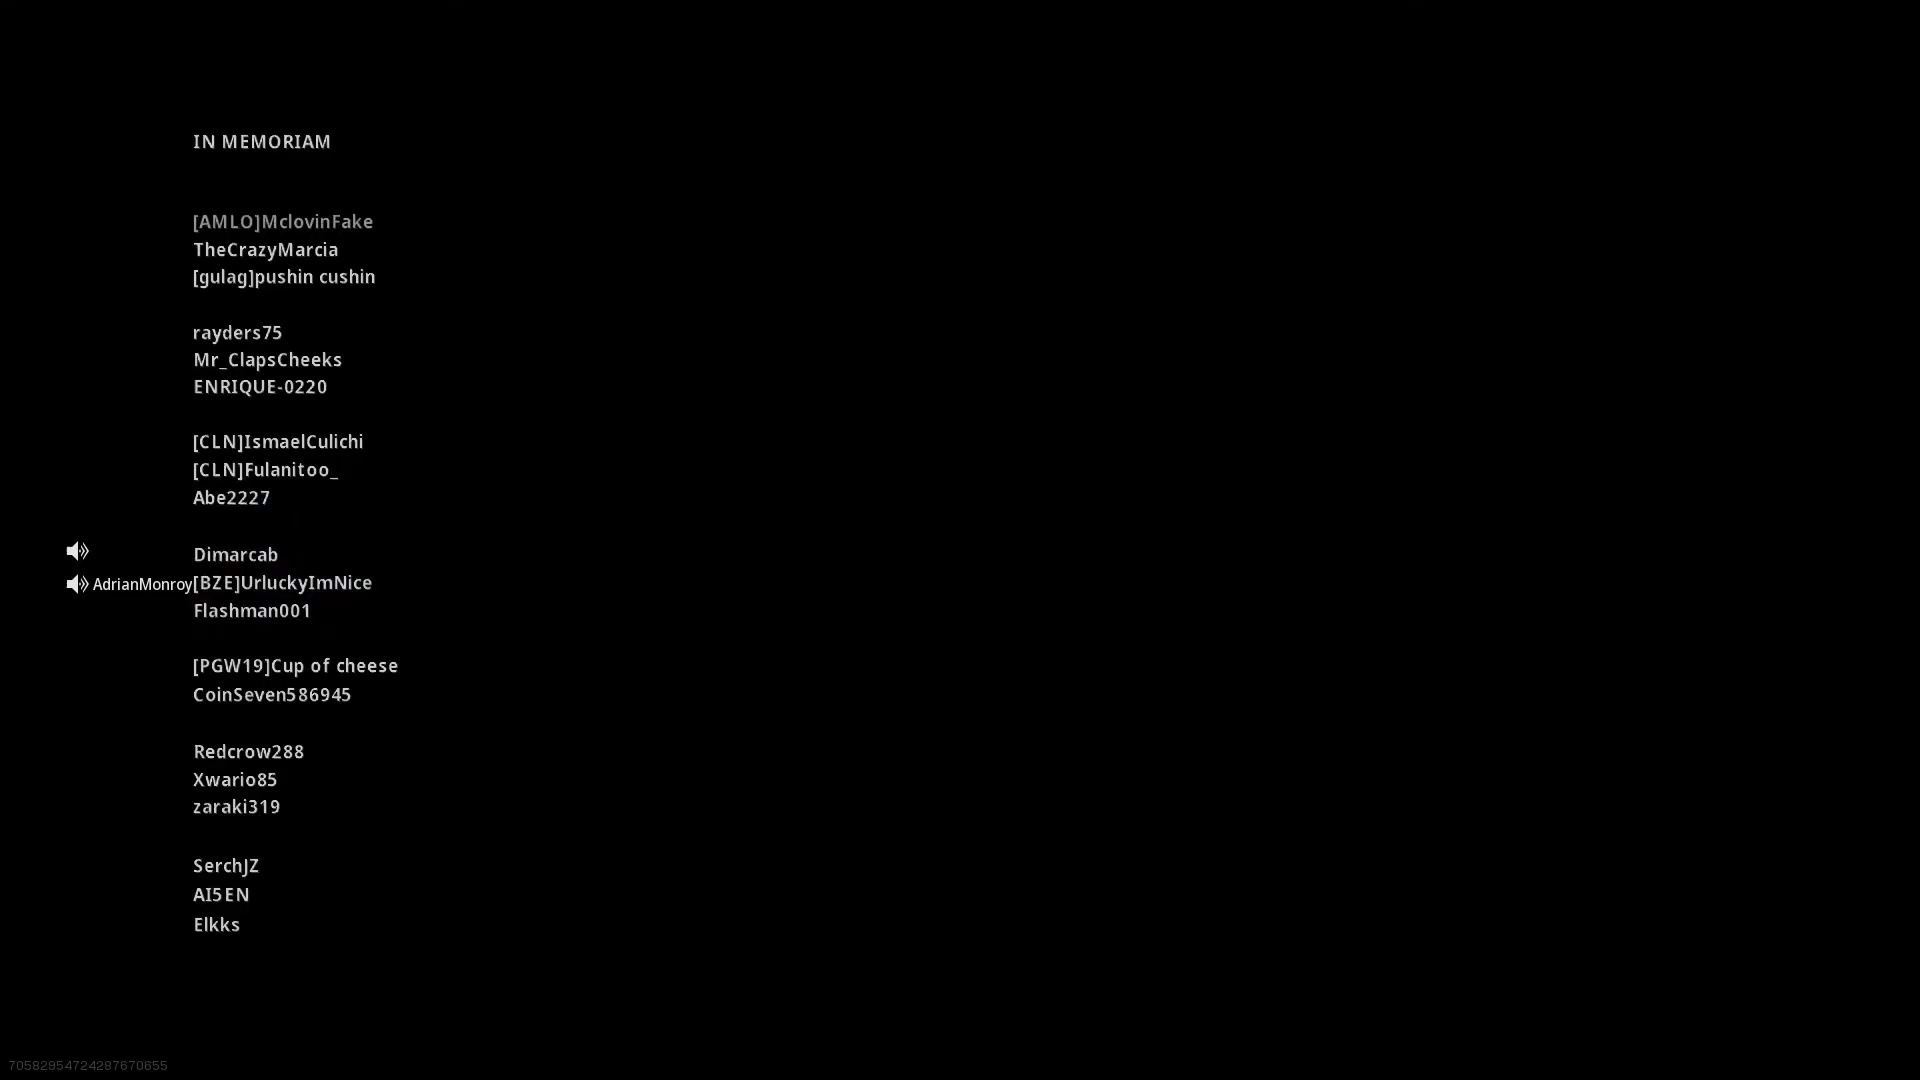 IN MEMORIAM
[AMLO]MclovinFake
TheCrazyMarcia
[gulag]pushin cushin
rayders75
Mr_ClapsCheeks
ENRIQUE-0220
[CLN]IsmaelCulichi
[CLN]Fulanitoo_
Abe2227
Dimarcab
AdrianMonroy
[BZE]UrluckyImNice
Flashman001
[PGW19]Cup of cheese
CoinSeven586945
Redcrow288
Xwario85
zaraki319
SerchJZ
AI5EN
Elkks
70582954724287670655